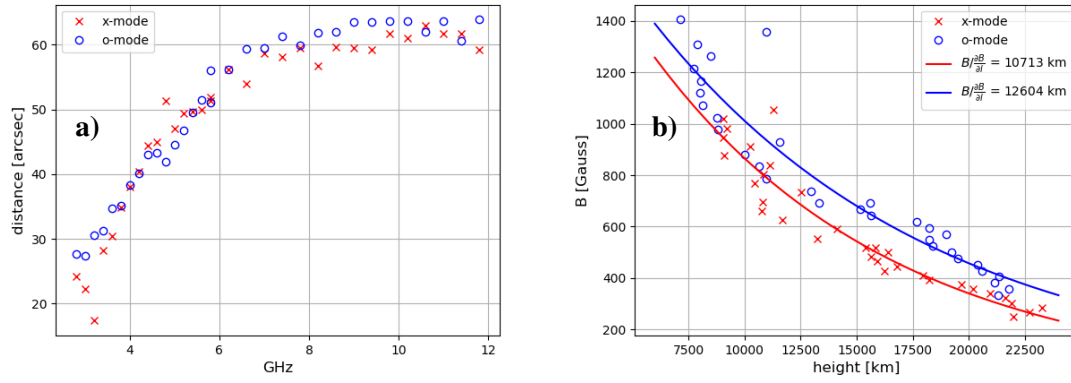 x-mode
o-mode
a)
60
50
40
30
20
distance [arcsec]
4
6
8
10
12
GHz
x-mode
o-mode
B/∂B/∂l = 10713 km
B/∂B/∂l = 12604 km
b)
1400
1200
1000
800
600
400
200
B [Gauss]
7500
10000
12500
15000
17500
20000
22500
height [km]